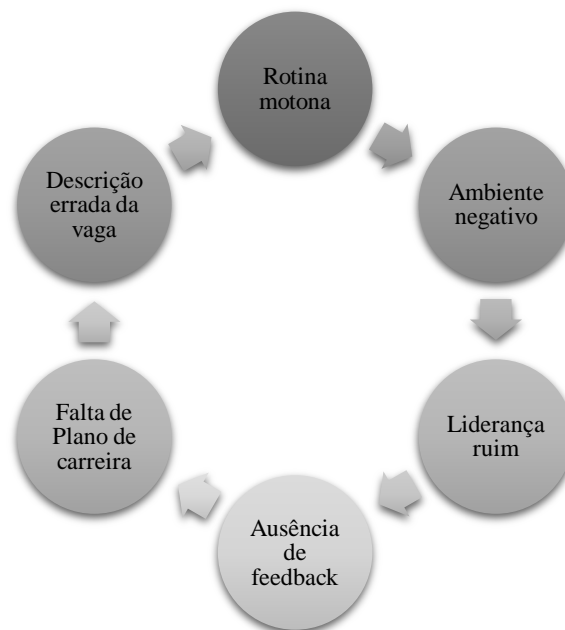 Rotina
motona
Ambiente
negativo
Liderança
ruim
Ausência
de
feedback
Falta de
Plano de
carreira
Descrição
errada da
vaga